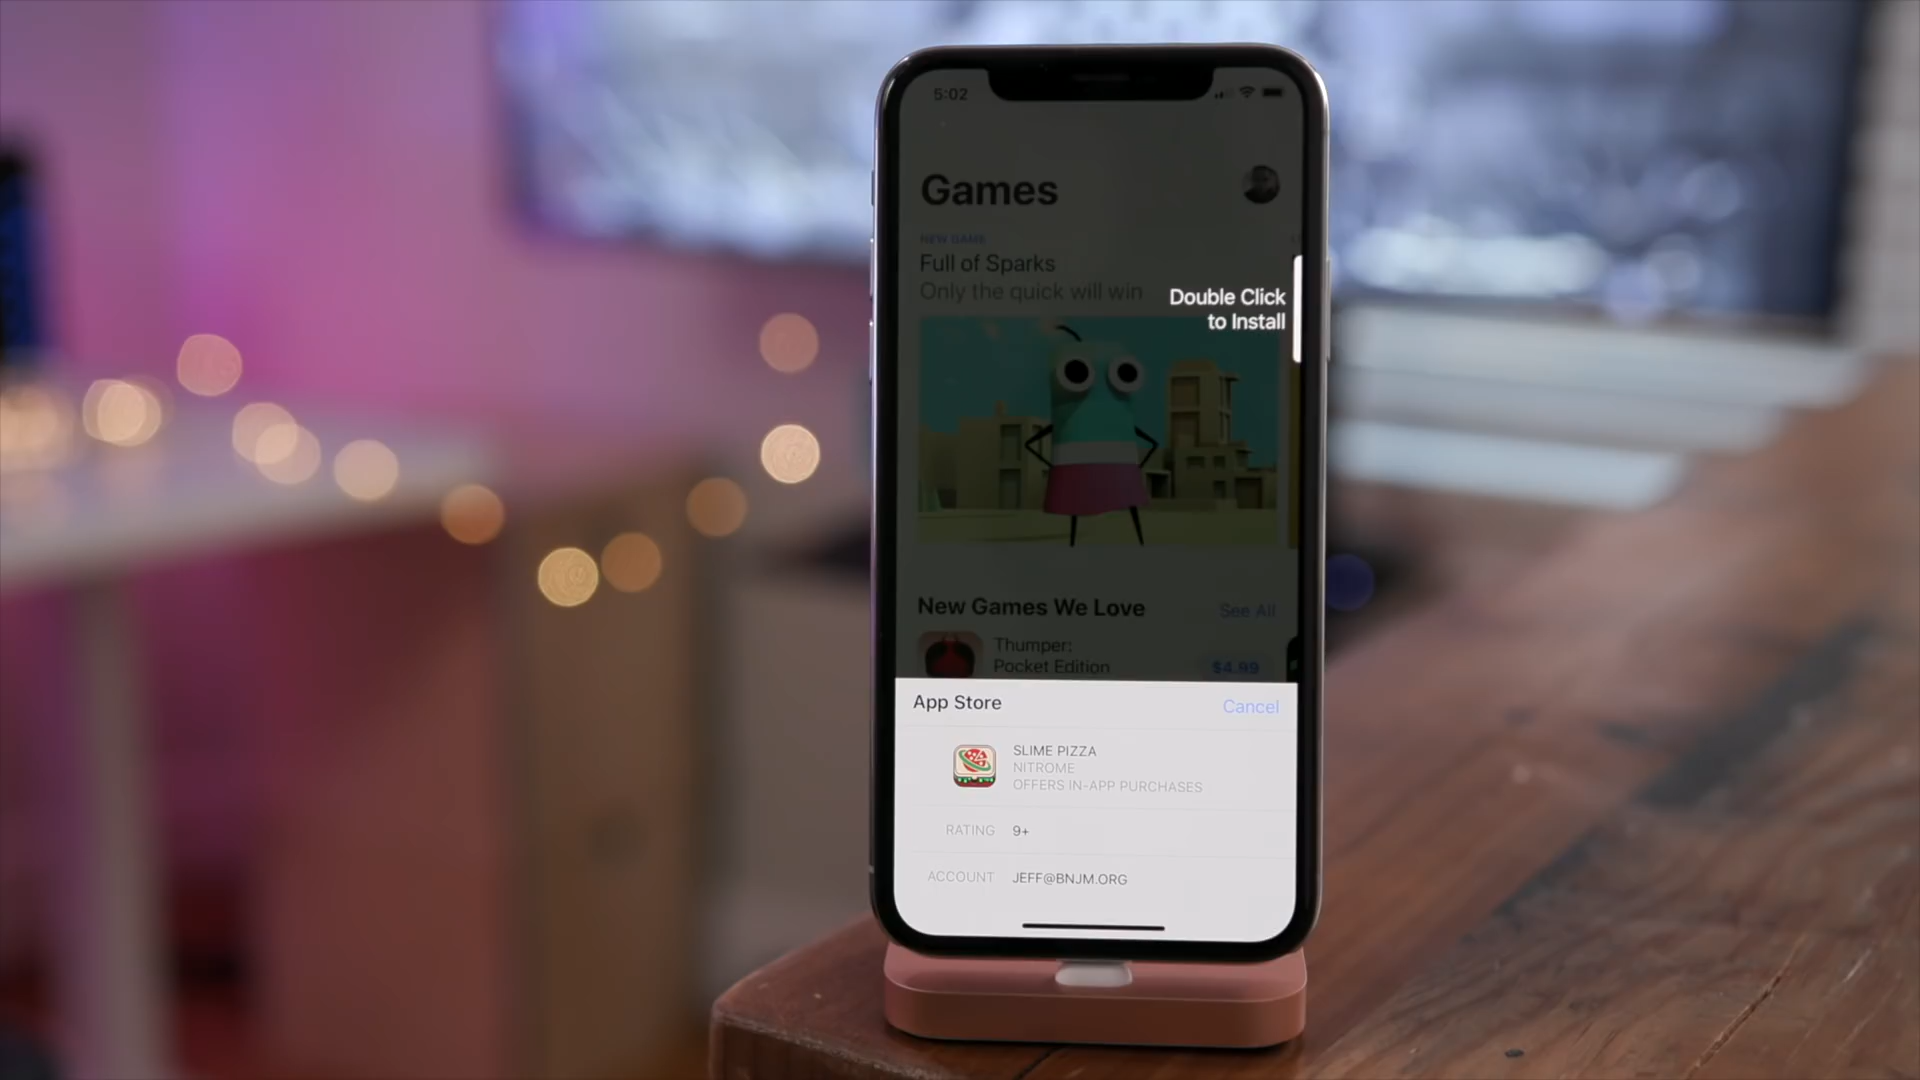 5:02
Games
NEW GAME
Full of Sparks
Only the quick will win
Double Click
to Install
New Games We Love
See All
Thumper:
Pocket Edition
$4.99
App Store
Cancel
SLIME PIZZA
NITROME
OFFERS IN-APP PURCHASES
RATING 9+
ACCOUNT JEFF@BNJM.ORG